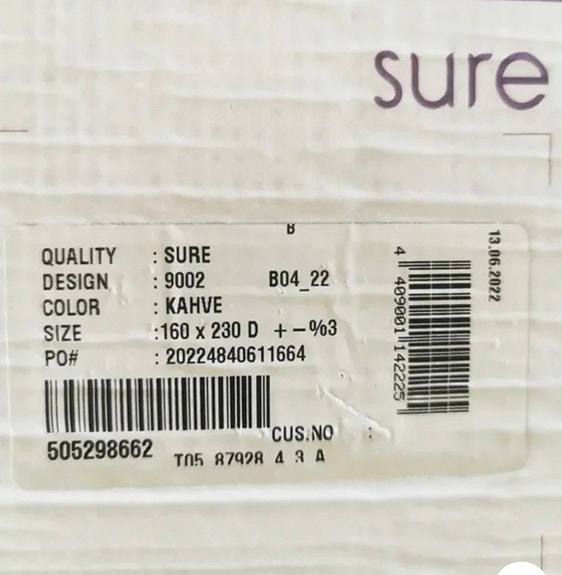 sure
B
QUALITY : SURE
DESIGN : 9002 B04_22
COLOR : KAHVE
SIZE :160 x 230 D + -%3
PO# : 20224840611664
505298662
CUS.NO :
T05 87928 4 3 A
4 409001 142225
13.06.2022